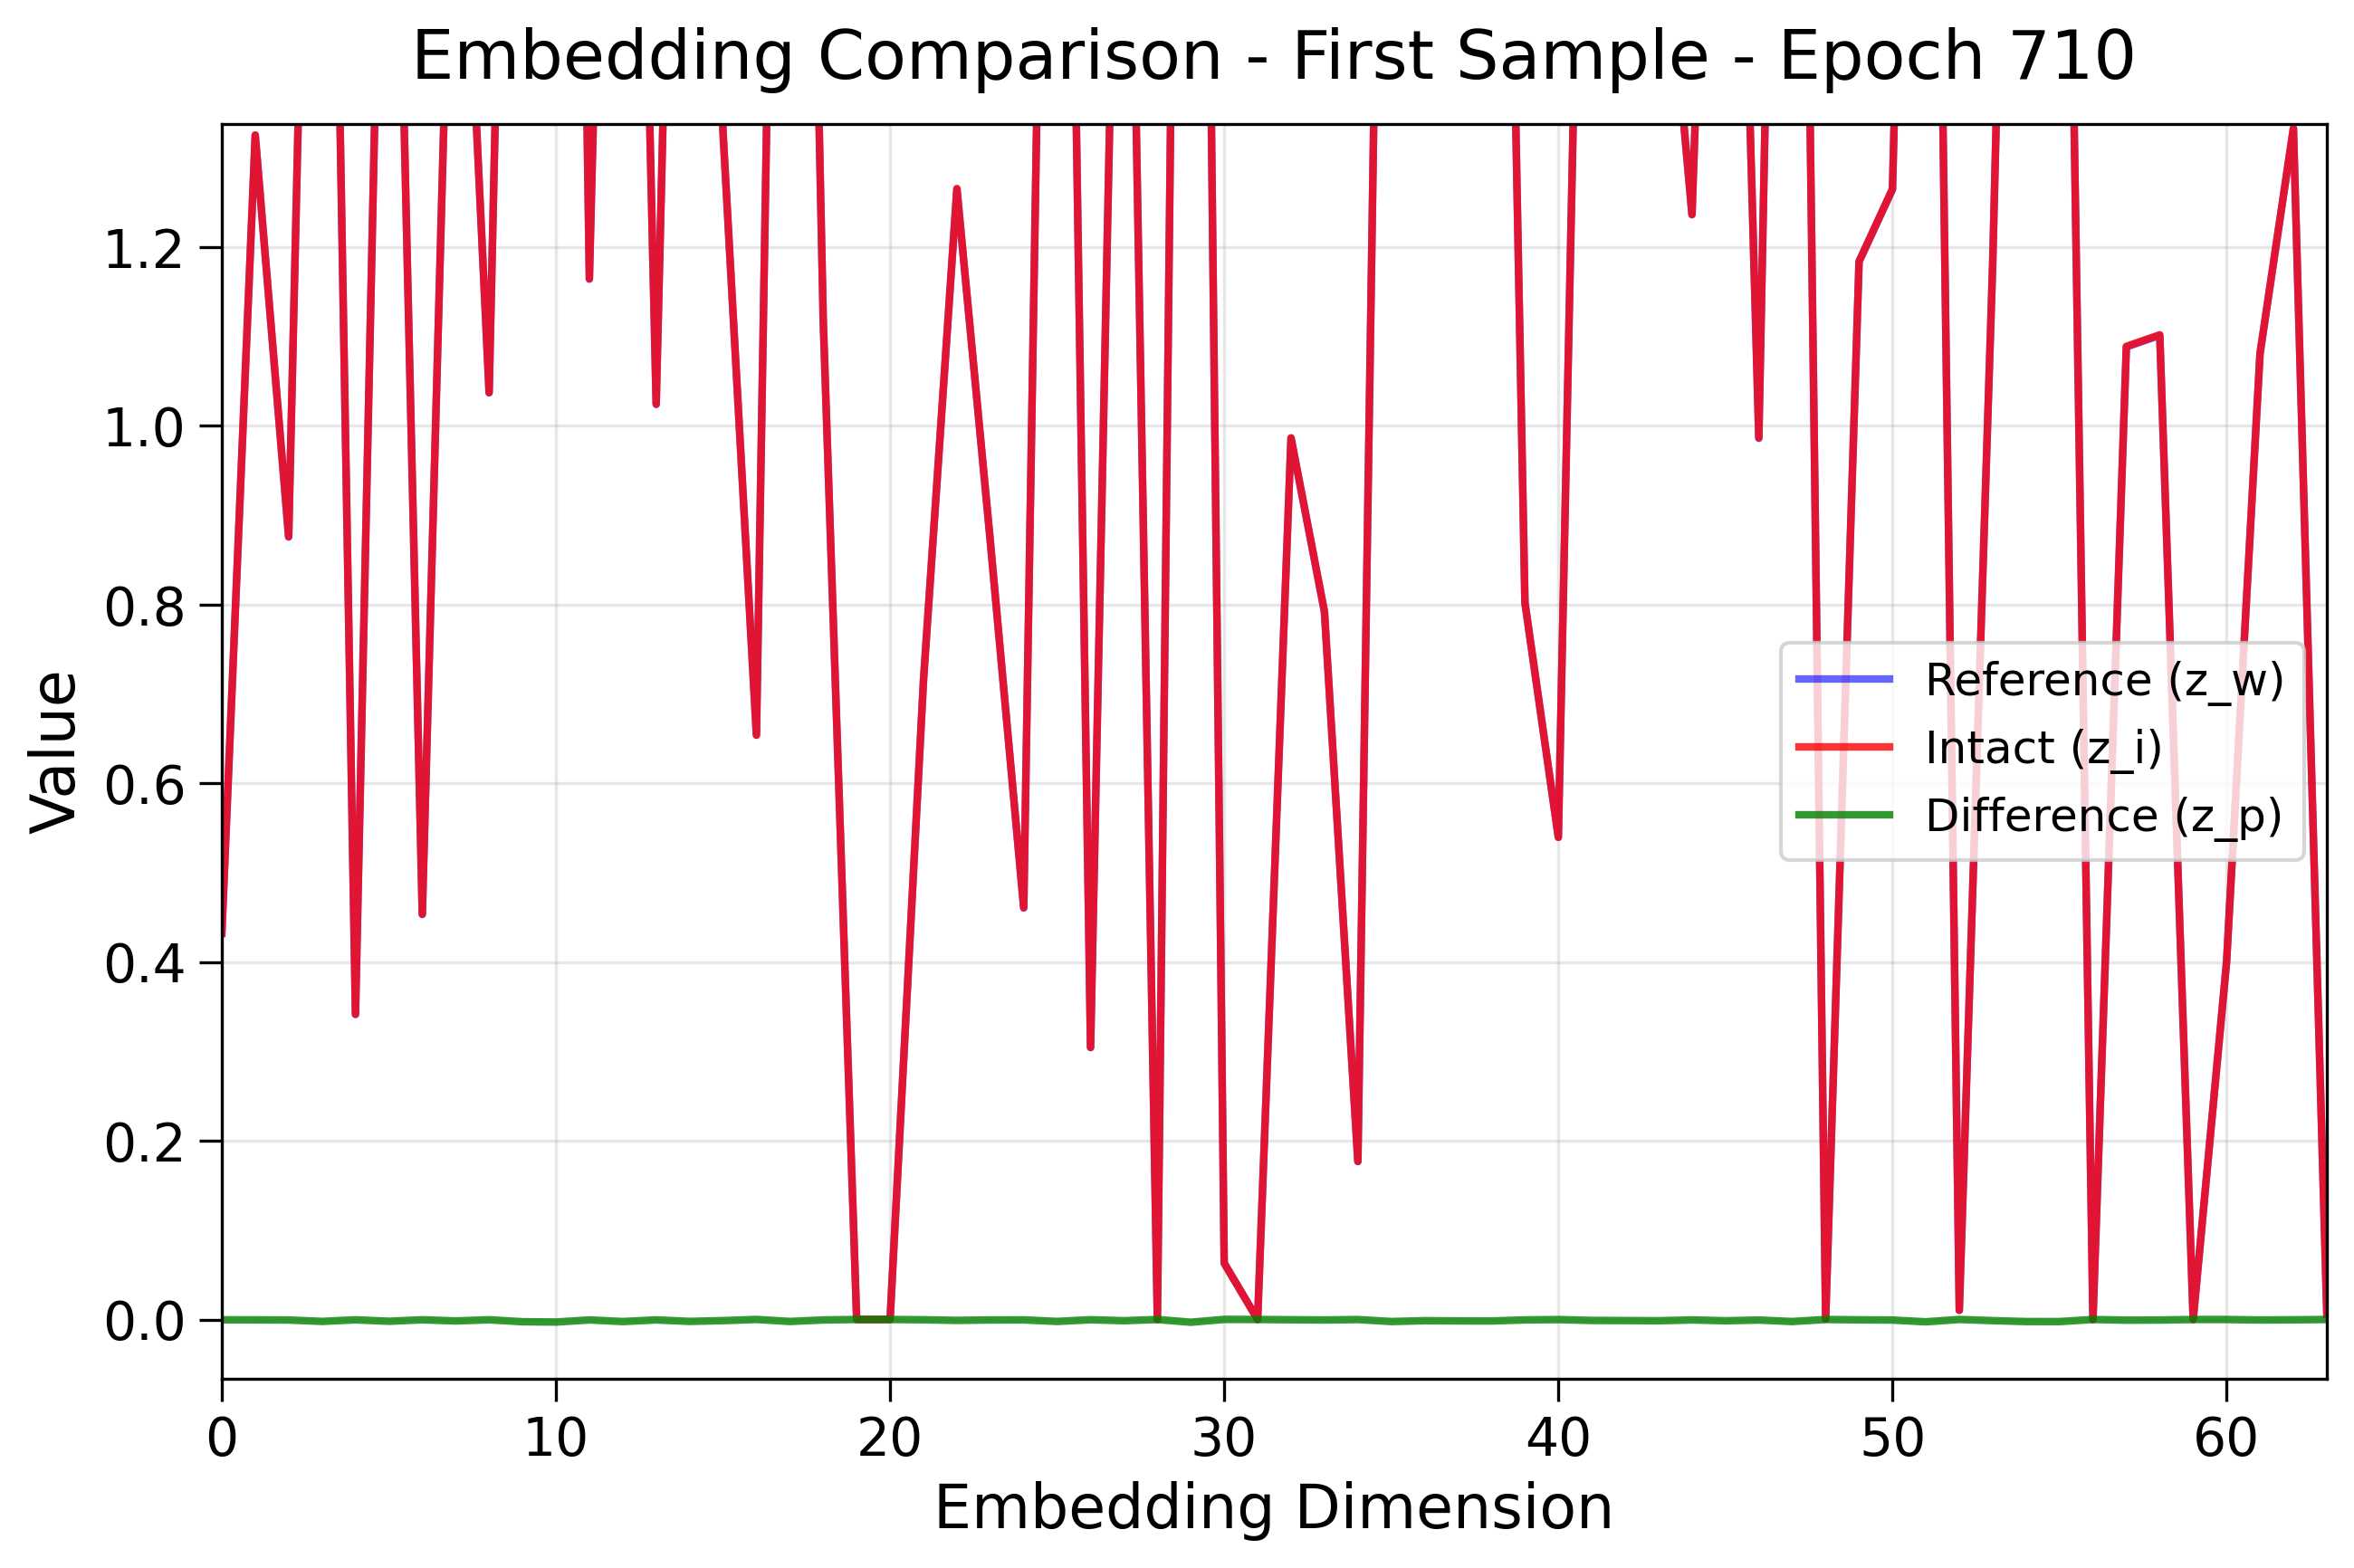 Embedding Comparison - First Sample - Epoch 710
Value
1.2
1.0
0.8
0.6
0.4
0.2
0.0
Reference (z_w)
Intact (z_i)
Difference (z_p)
0 10 20 30 40 50 60
Embedding Dimension